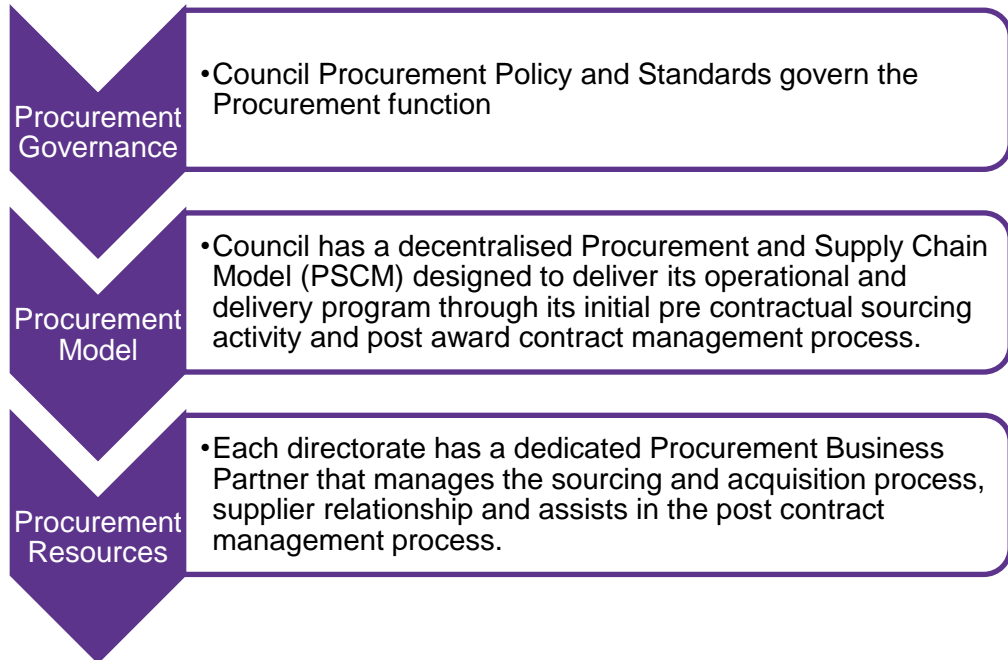 Procurement
Governance
•Council Procurement Policy and Standards govern the
Procurement function
Procurement
Model
•Council has a decentralised Procurement and Supply Chain
Model (PSCM) designed to deliver its operational and
delivery program through its initial pre contractual sourcing
activity and post award contract management process.
Procurement
Resources
•Each directorate has a dedicated Procurement Business
Partner that manages the sourcing and acquisition process,
supplier relationship and assists in the post contract
management process.